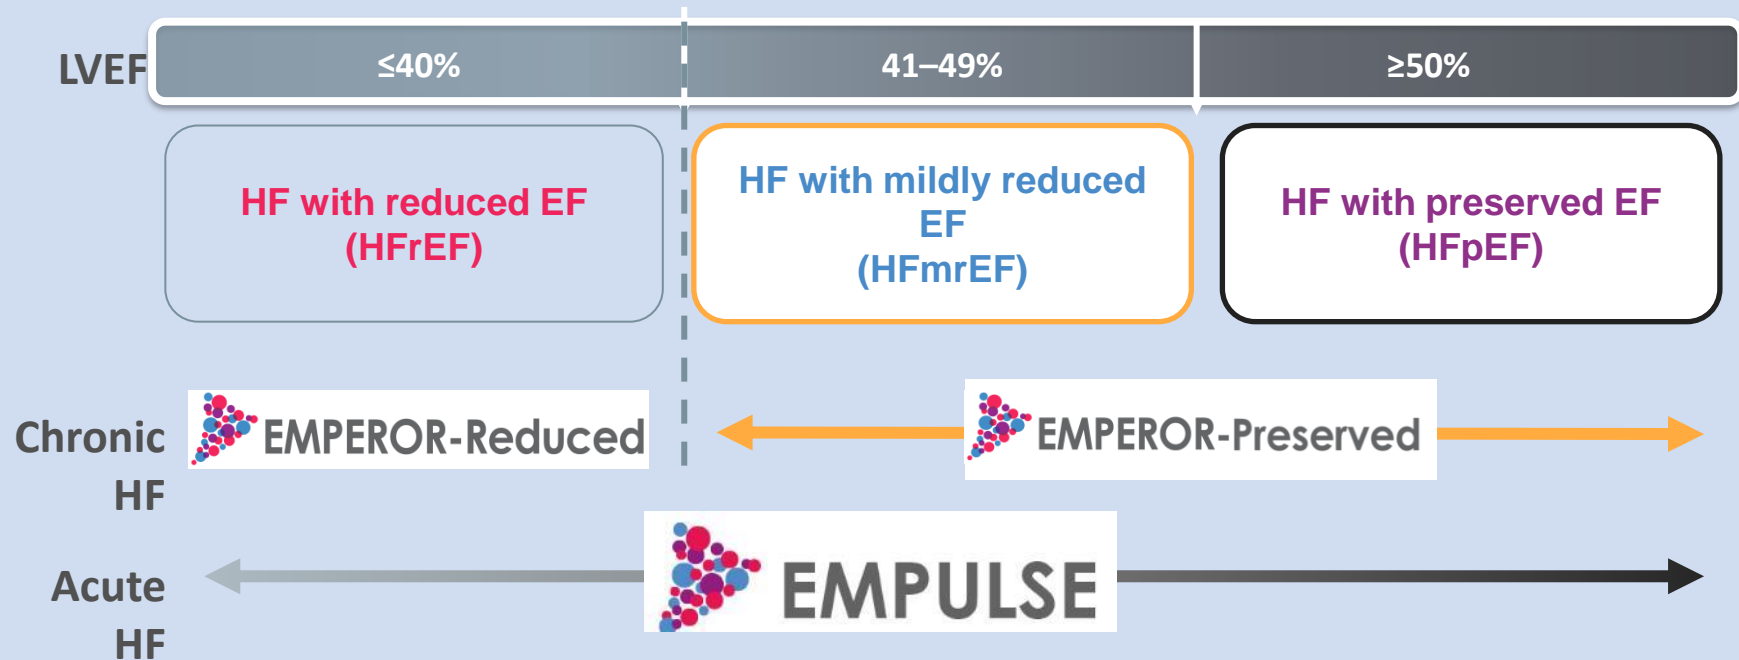 LVEF
≤40%
41–49%
≥50%
HF with reduced EF
(HFrEF)
HF with mildly reduced
EF
(HFmrEF)
HF with preserved EF
(HFpEF)
Chronic
HF
EMPEROR-Reduced
EMPEROR-Preserved
Acute
HF
EMPULSE